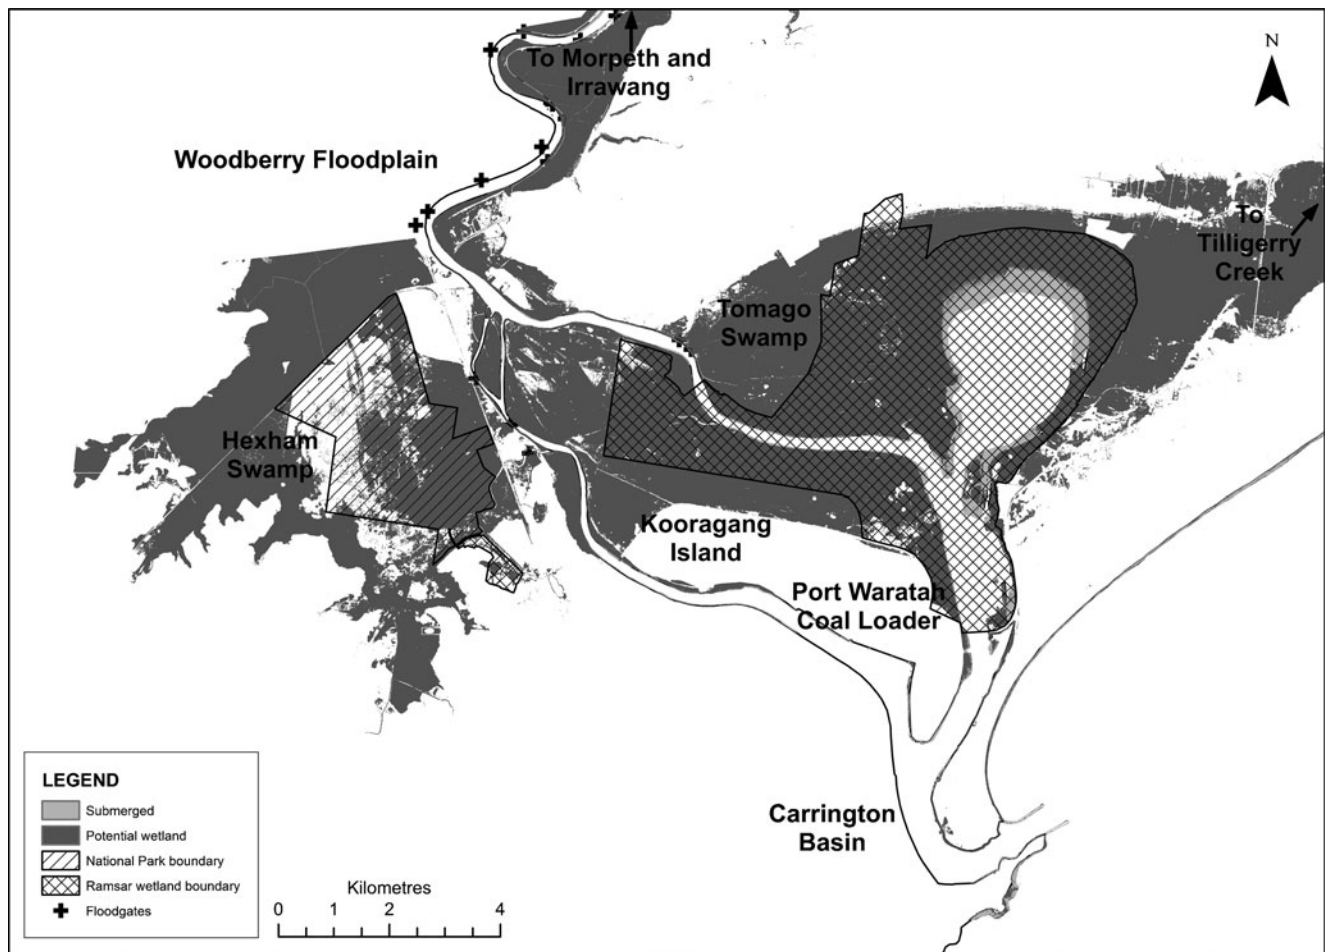 To Morpeth and
Irrawang
N
Woodberry Floodplain
To
Tilligerry
Creek
Tomago
Swamp
Hexham
Swamp
Kooragang
Island
Port Waratah
Coal Loader
Carrington
Basin
LEGEND
Submerged
Potential wetland
National Park boundary
Ramsar wetland boundary
Floodgates
Kilometres
0 1 2 4